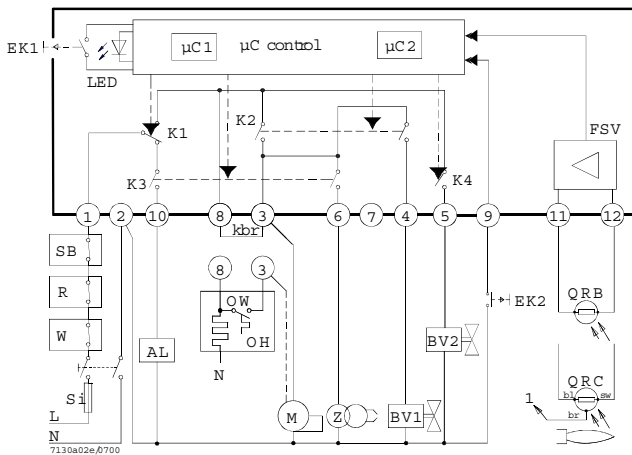 EK1
LED
µC1
µC control
µC2
FSV
K1
K2
K3
K4
1 2 10 8 3 6 7 4 5 9 11 12
kbr
SB
R
W
Si
L
N
7130a02e/0700
AL
8 3
OW
OH
N
M
Z
BV1
BV2
EK2
QRB
QRC
bl sw
br
1